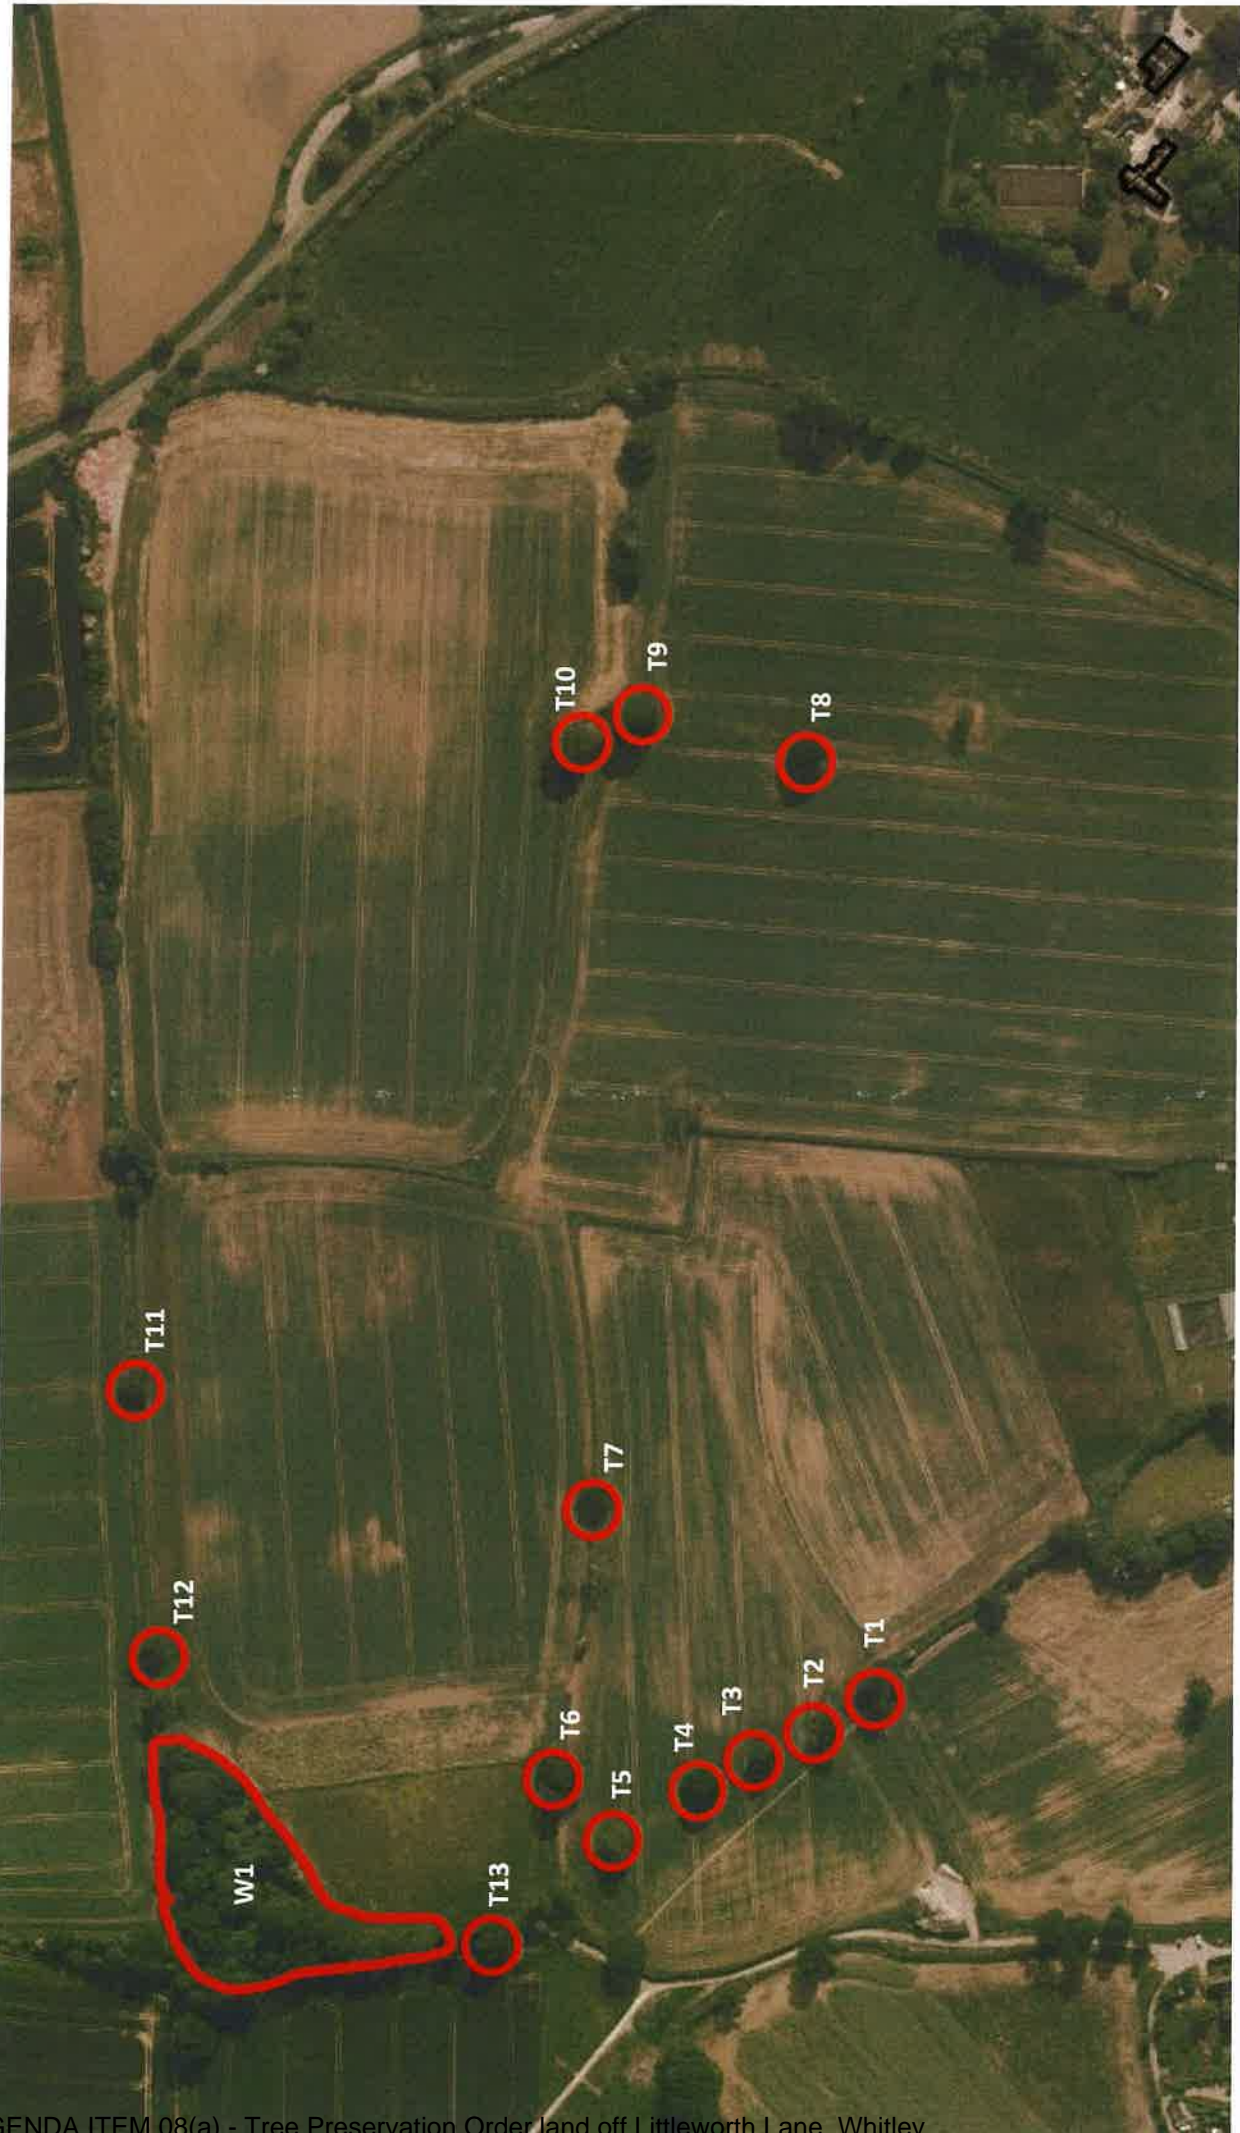 T10
T9
T8
T11
T7
T12
T1
T2
T3
T6
T4
T5
W1
T13
GENDA ITEM 08(a) - Tree Preservation Order land off Littleworth Lane, Whitley